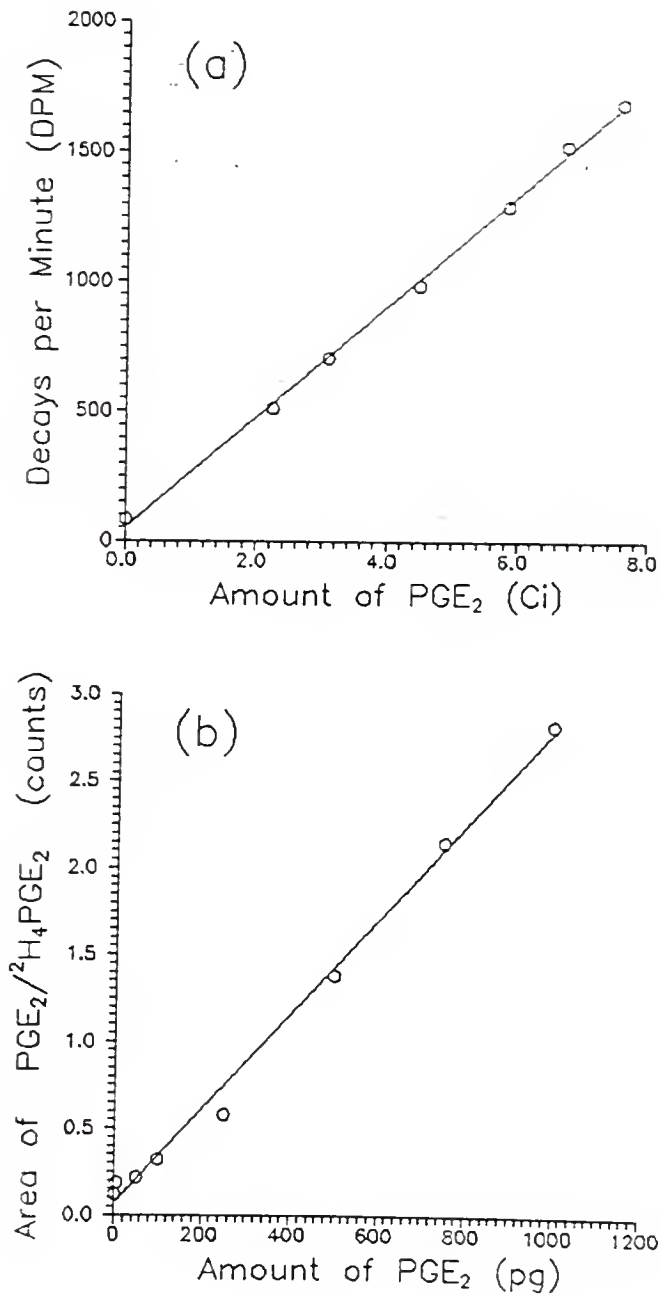 (a)
Decays per Minute (DPM)
2000
1500
1000
500
0
0.0 2.0 4.0 6.0 8.0
Amount of PGE₂ (Ci)
(b)
Area of PGE₂/²H₄PGE₂ (counts)
3.0
2.5
2.0
1.5
1.0
0.5
0.0
0 200 400 600 800 1000 1200
Amount of PGE₂ (pg)